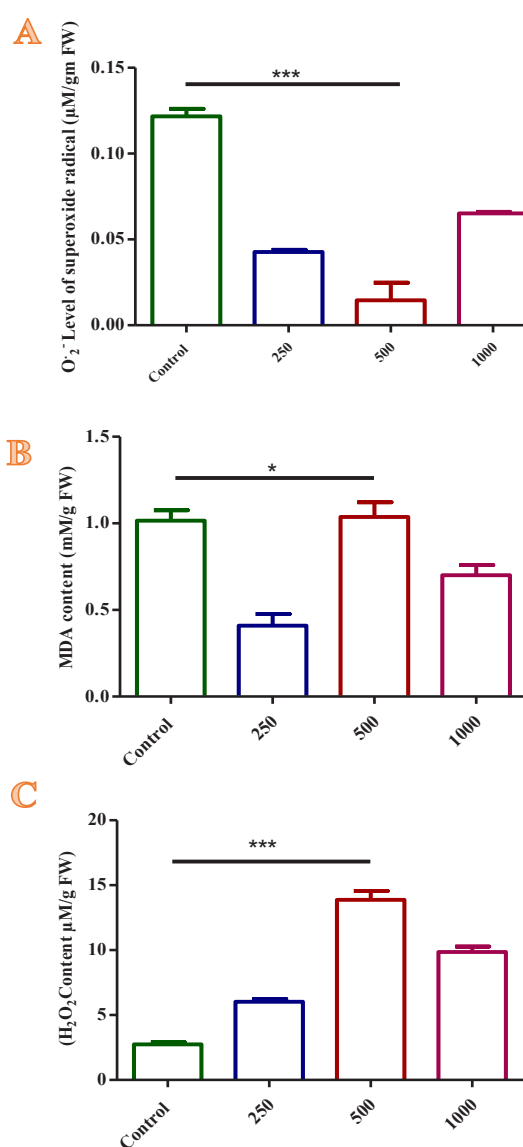 A
O·2- Level of superoxide radical (µM/gm FW)
0.15
0.10
0.05
0.00
***
Control
250
500
1000
B
MDA content (mM/g FW)
1.5
1.0
0.5
0.0
*
Control
250
500
1000
C
(H2O2Content µM/g FW)
20
15
10
5
0
***
Control
250
500
1000